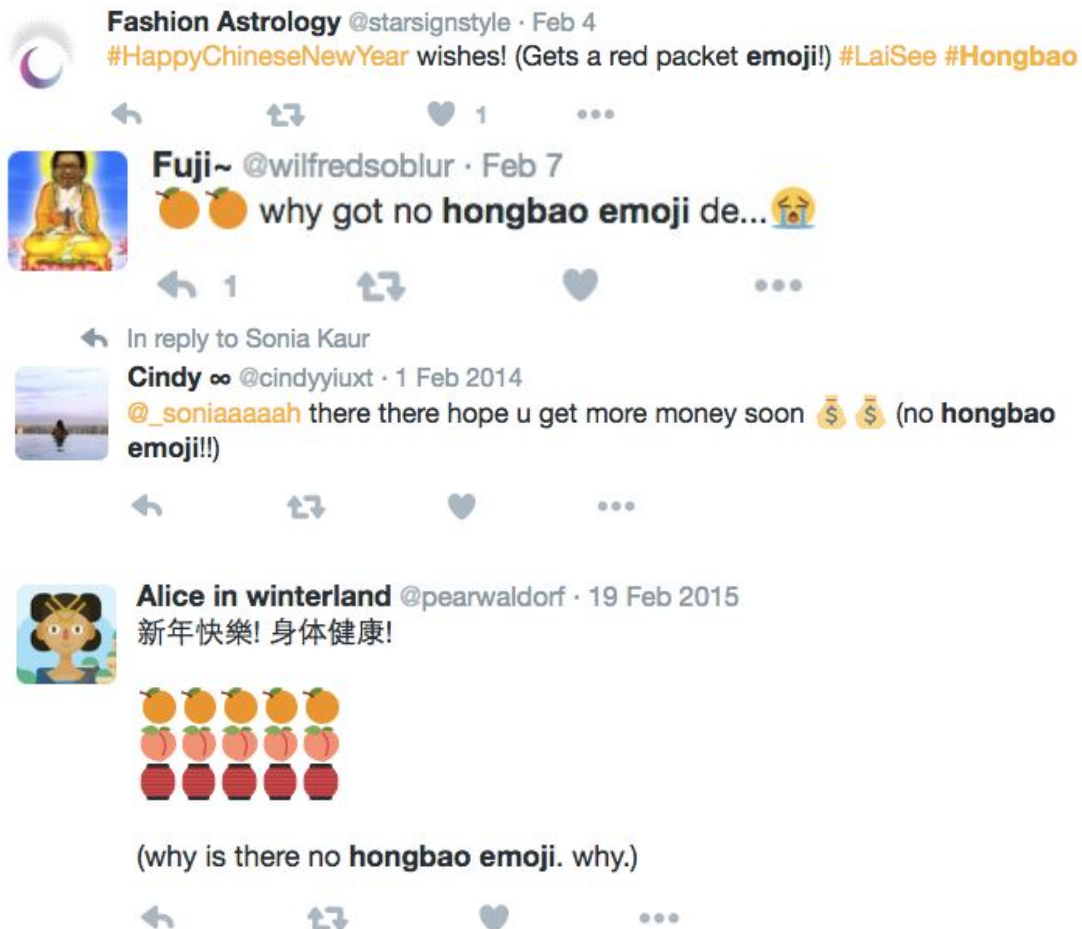 Fashion Astrology @starsignstyle · Feb 4
#HappyChineseNewYear wishes! (Gets a red packet emoji!) #LaiSee #Hongbao
1
Fuji~ @wilfredsoblur · Feb 7
🍊🍊 why got no hongbao emoji de...😭
1
In reply to Sonia Kaur
Cindy ∞ @cindyyiuxt · 1 Feb 2014
@_soniaaaaah there there hope u get more money soon 💰💰 (no hongbao
emoji!!)
Alice in winterland @pearwaldorf · 19 Feb 2015
新年快樂! 身体健康!
🍊🍊🍊🍊🍊
🍑🍑🍑🍑🍑
🏮🏮🏮🏮🏮
(why is there no hongbao emoji. why.)